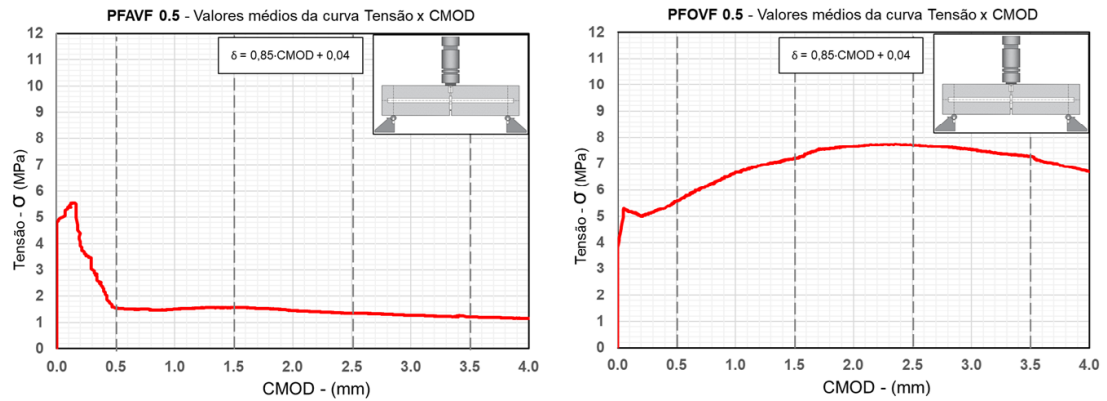 PFAVF 0.5 - Valores médios da curva Tensão x CMOD
δ = 0,85·CMOD + 0,04
Tensão - σ (MPa)
12
11
10
9
8
7
6
5
4
3
2
1
0
0.0 0.5 1.5 2.0 2.5 3.5 4.0
CMOD - (mm)
PFOVF 0.5 - Valores médios da curva Tensão x CMOD
δ = 0,85·CMOD + 0,04
Tensão - σ (MPa)
12
11
10
9
8
7
6
5
4
3
2
1
0
0.0 0.5 1.0 1.5 2.0 2.5 3.0 3.5 4.0
CMOD - (mm)